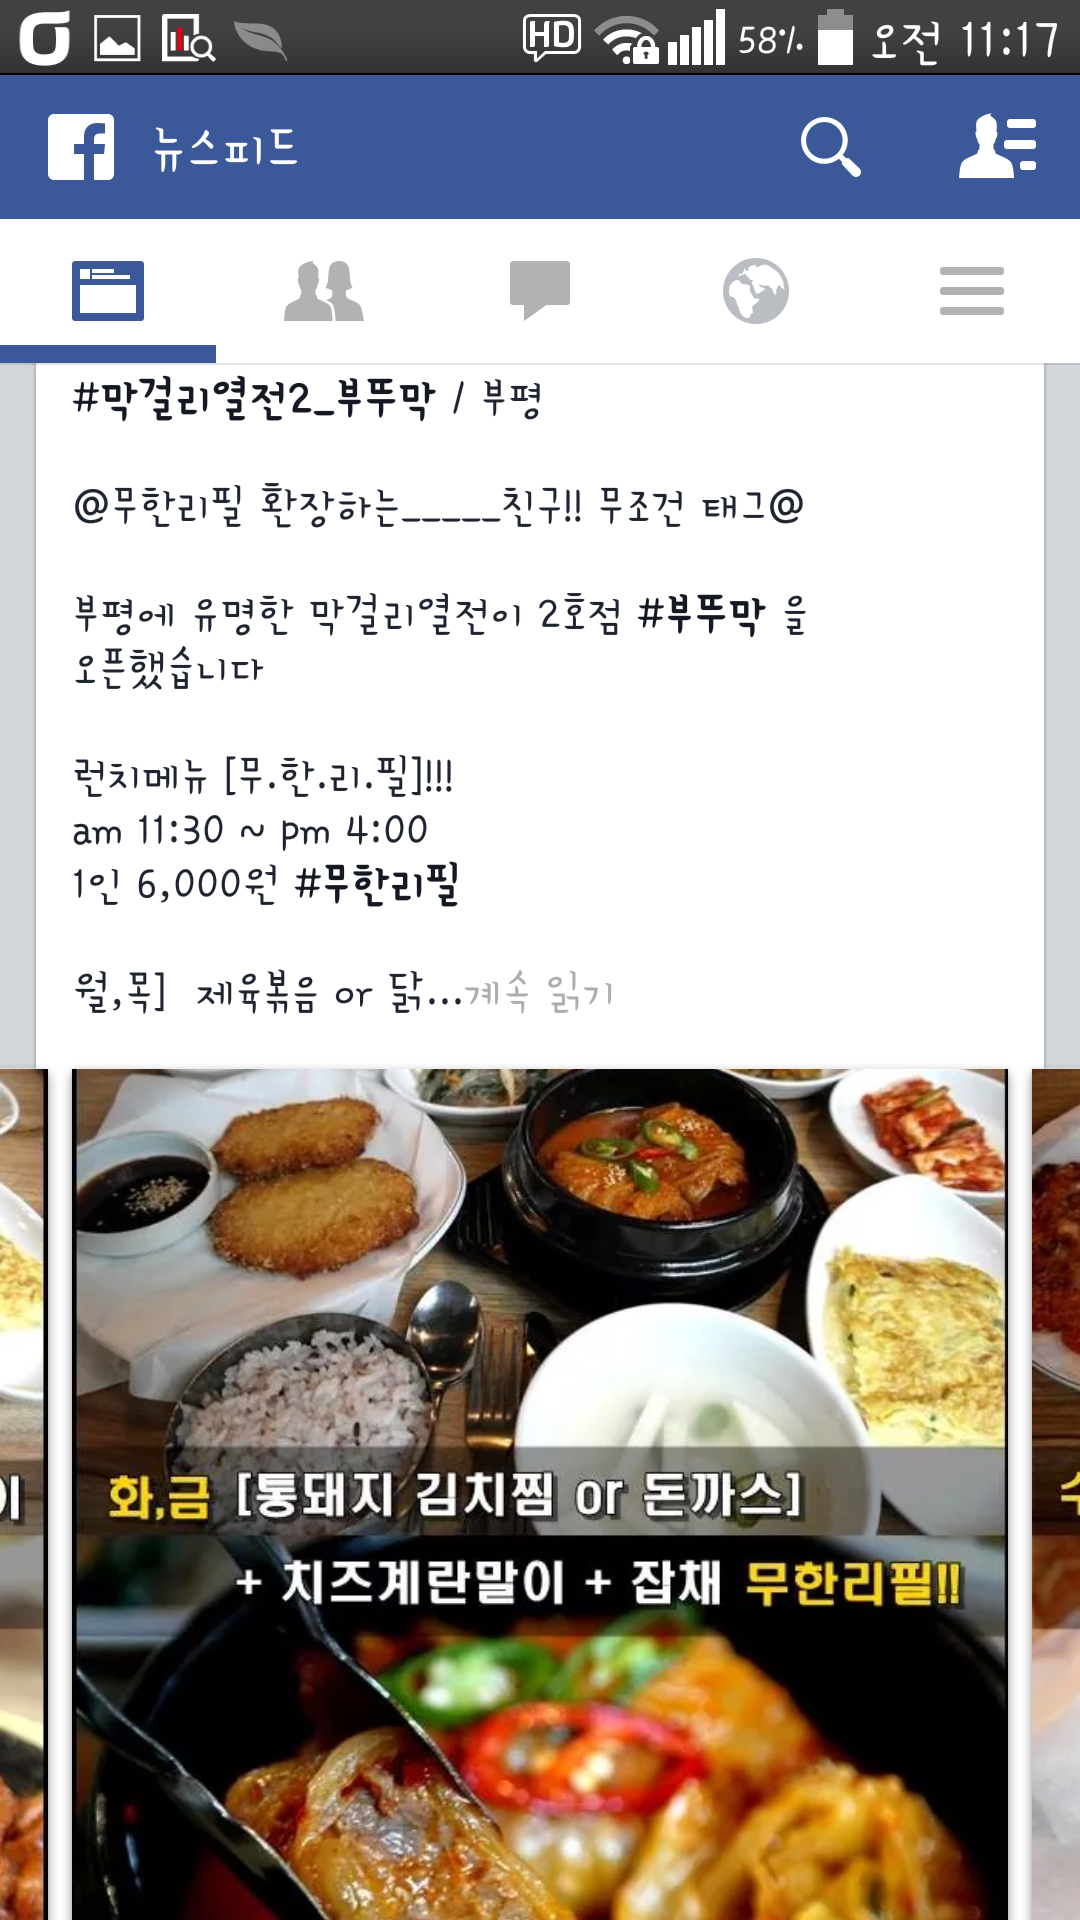 HD 58% 오전 11:17
뉴스피드
#막걸리열전2_부뚜막 / 부평
@무한리필 환장하는_____친구!! 무조건 태그@
부평에 유명한 막걸리열전이 2호점 #부뚜막 을
오픈했습니다
런치메뉴 [무.한.리.필]!!!
am 11:30 ~ pm 4:00
1인 6,000원 #무한리필
월,목] 제육볶음 or 닭...계속 읽기
이
화,금 [통돼지 김치찜 or 돈까스]
+ 치즈계란말이 + 잡채 무한리필!!